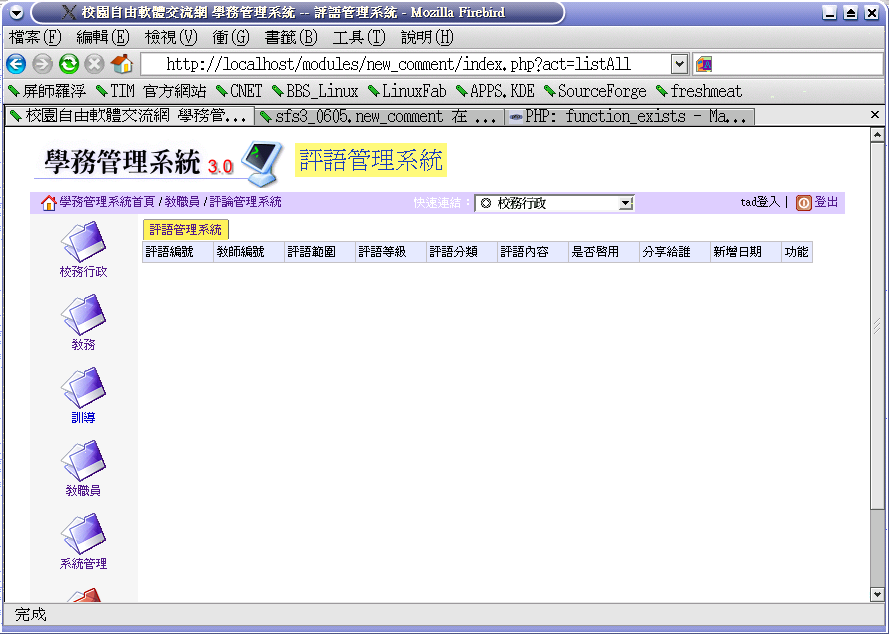 校園自由軟體交流網 學務管理系統 -- 評語管理系統 - Mozilla Firebird
檔案(F) 編輯(E) 檢視(V) 衝(G) 書籤(B) 工具(T) 說明(H)
http://localhost/modules/new_comment/index.php?act=listAll
屏師羅浮 TIM 官方網站 CNET BBS_Linux LinuxFab APPS.KDE SourceForge freshmeat
校園自由軟體交流網 學務管... sfs3_0605.new_comment 在 ... PHP: function_exists - Ma...
學務管理系統 3.0 評語管理系統
學務管理系統首頁 / 教職員 / 評論管理系統 快速連結： ◎ 校務行政 tad登入 | 登出
評語管理系統
評語編號 教師編號 評語範圍 評語等級 評語分類 評語內容 是否啓用 分享給誰 新增日期 功能
校務行政
教務
訓導
教職員
系統管理
完成